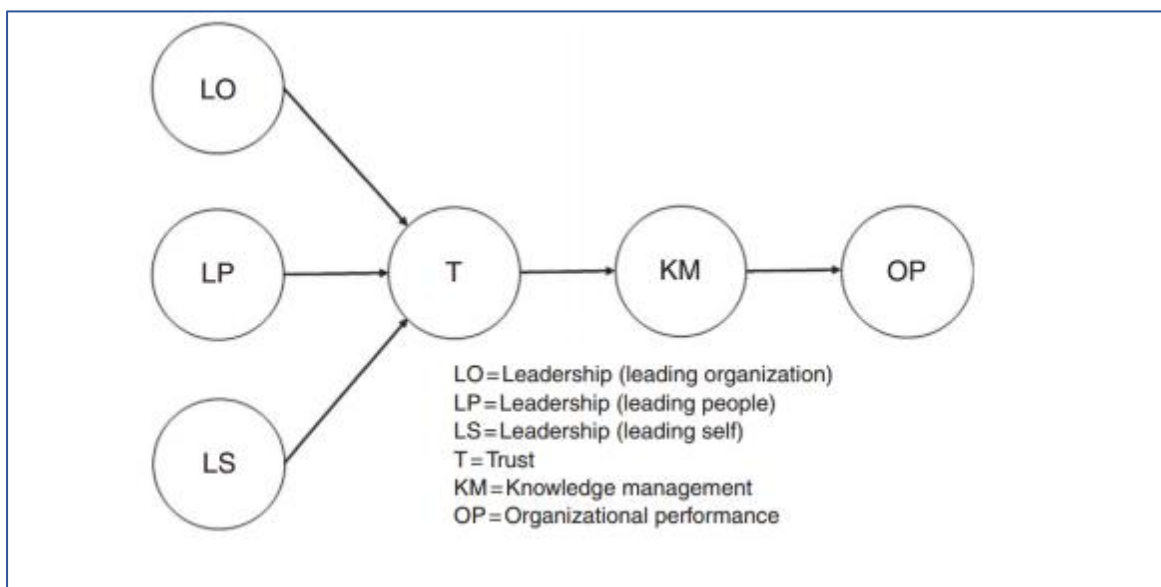 LO
LP
T
KM
OP
LS
LO=Leadership (leading organization)
LP=Leadership (leading people)
LS=Leadership (leading self)
T=Trust
KM=Knowledge management
OP=Organizational performance